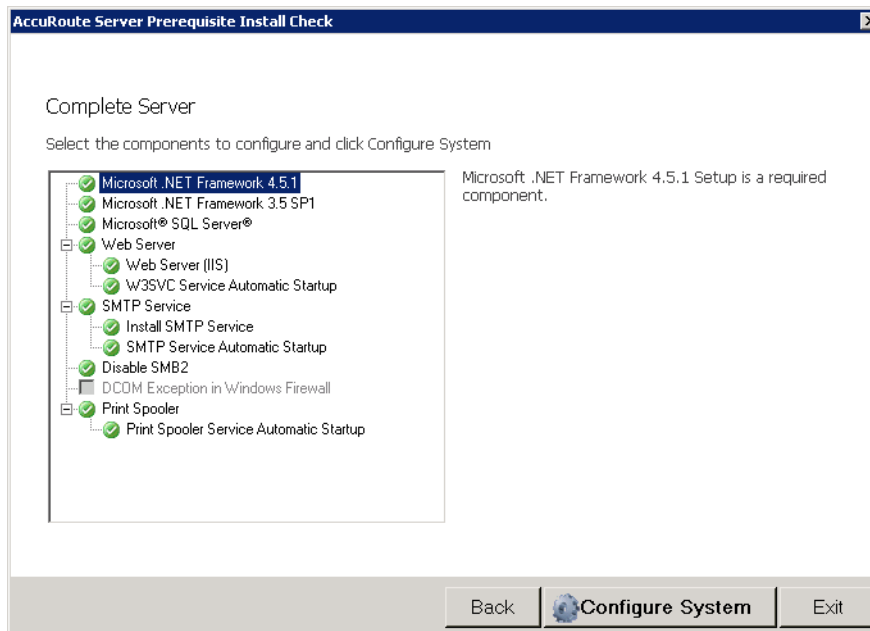 AccuRoute Server Prerequisite Install Check
Complete Server
Select the components to configure and click Configure System
Microsoft .NET Framework 4.5.1
Microsoft .NET Framework 3.5 SP1
Microsoft® SQL Server®
Web Server
Web Server (IIS)
W3SVC Service Automatic Startup
SMTP Service
Install SMTP Service
SMTP Service Automatic Startup
Disable SMB2
DCOM Exception in Windows Firewall
Print Spooler
Print Spooler Service Automatic Startup
Microsoft .NET Framework 4.5.1 Setup is a required
component.
Back
Configure System
Exit